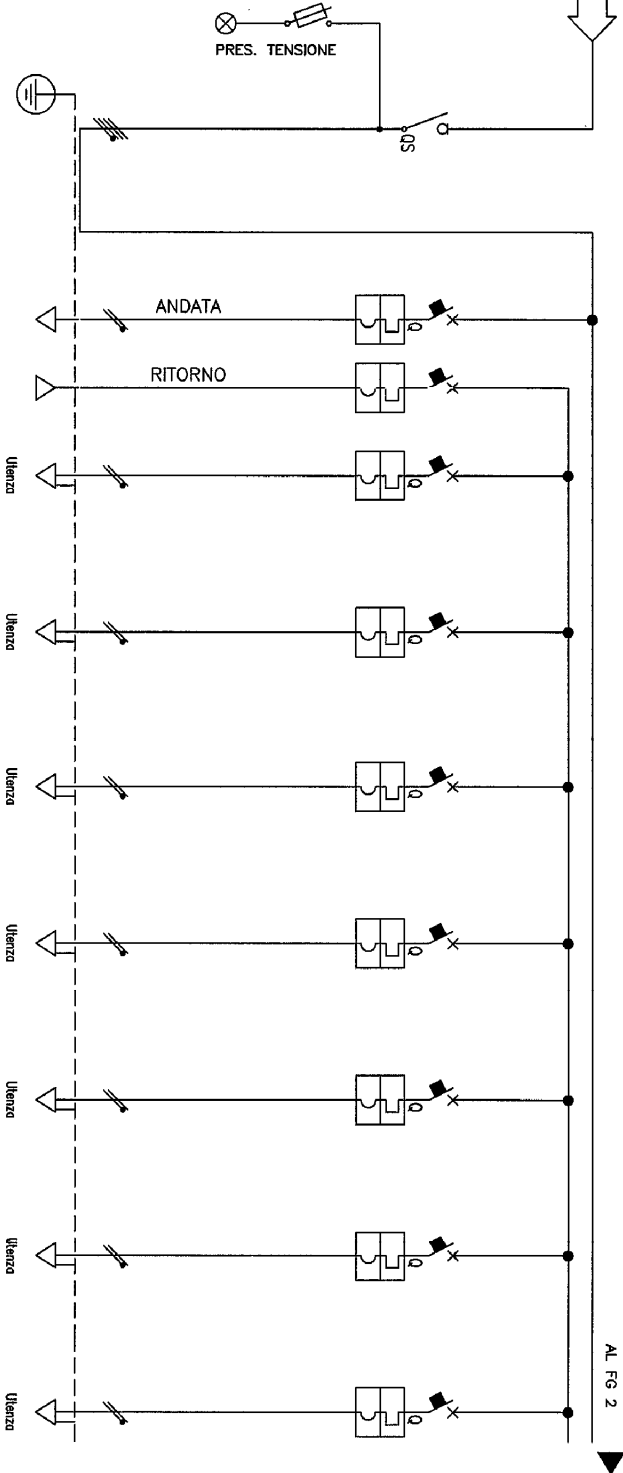 PRES. TENSIONE
QS
ANDATA
Q
RITORNO
Q
Utenza
Q
Utenza
Q
Utenza
Q
Utenza
Q
Utenza
Q
Utenza
Q
Utenza
Q
AL FG 2